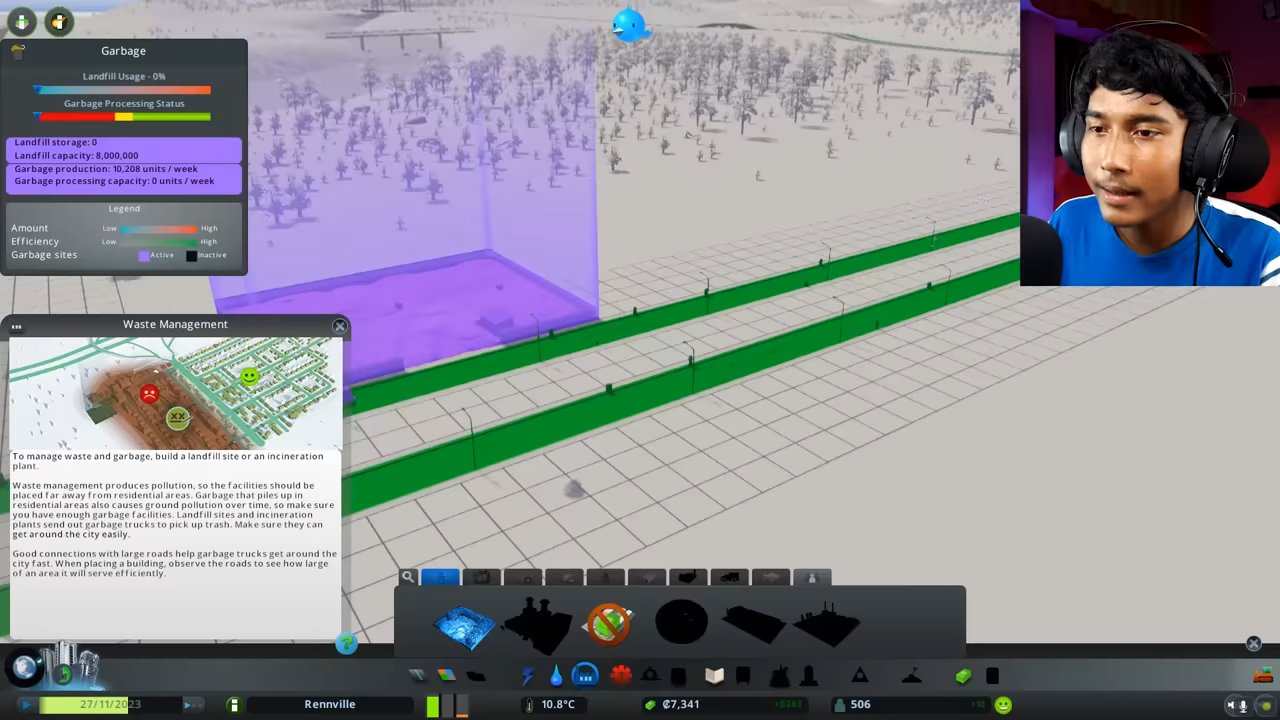 Garbage
Landfill Usage - 0%
Garbage Processing Status
Landfill storage: 0
Landfill capacity: 8,000,000
Garbage production: 10,208 units / week
Garbage processing capacity: 0 units / week
Legend
Amount Low High
Efficiency Low High
Garbage sites Active Inactive
Waste Management
To manage waste and garbage, build a landfill site or an incineration
plant.
Waste management produces pollution, so the facilities should be
placed far away from residential areas. Garbage that piles up in
residential areas also causes ground pollution over time, so make sure
you have enough garbage facilities. Landfill sites and incineration
plants send out garbage trucks to pick up trash. Make sure they can
get around the city easily.
Good connections with large roads help garbage trucks get around the
city fast. When placing a building, observe the roads to see how large
of an area it will serve efficiently.
27/11/2023
Rennville
10.8°C
₡7,341
+₡283
506
+10